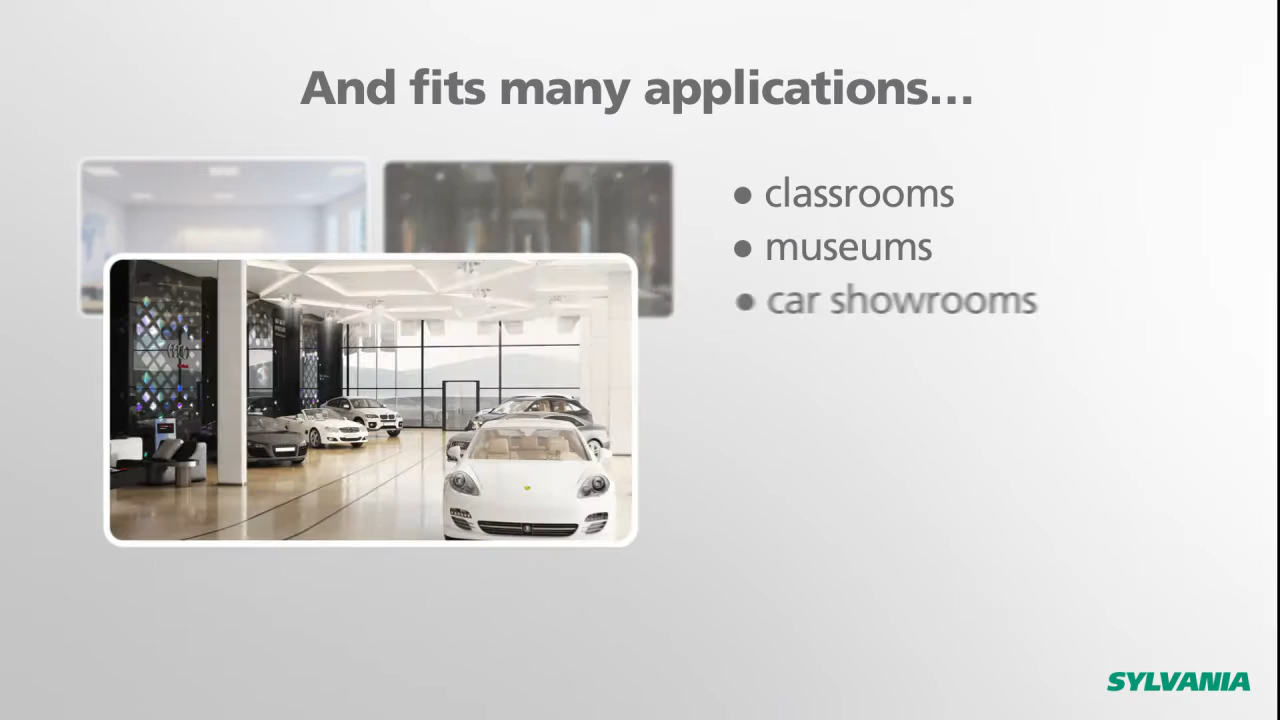 And fits many applications...
● classrooms
● museums
● car showrooms
SYLVANIA